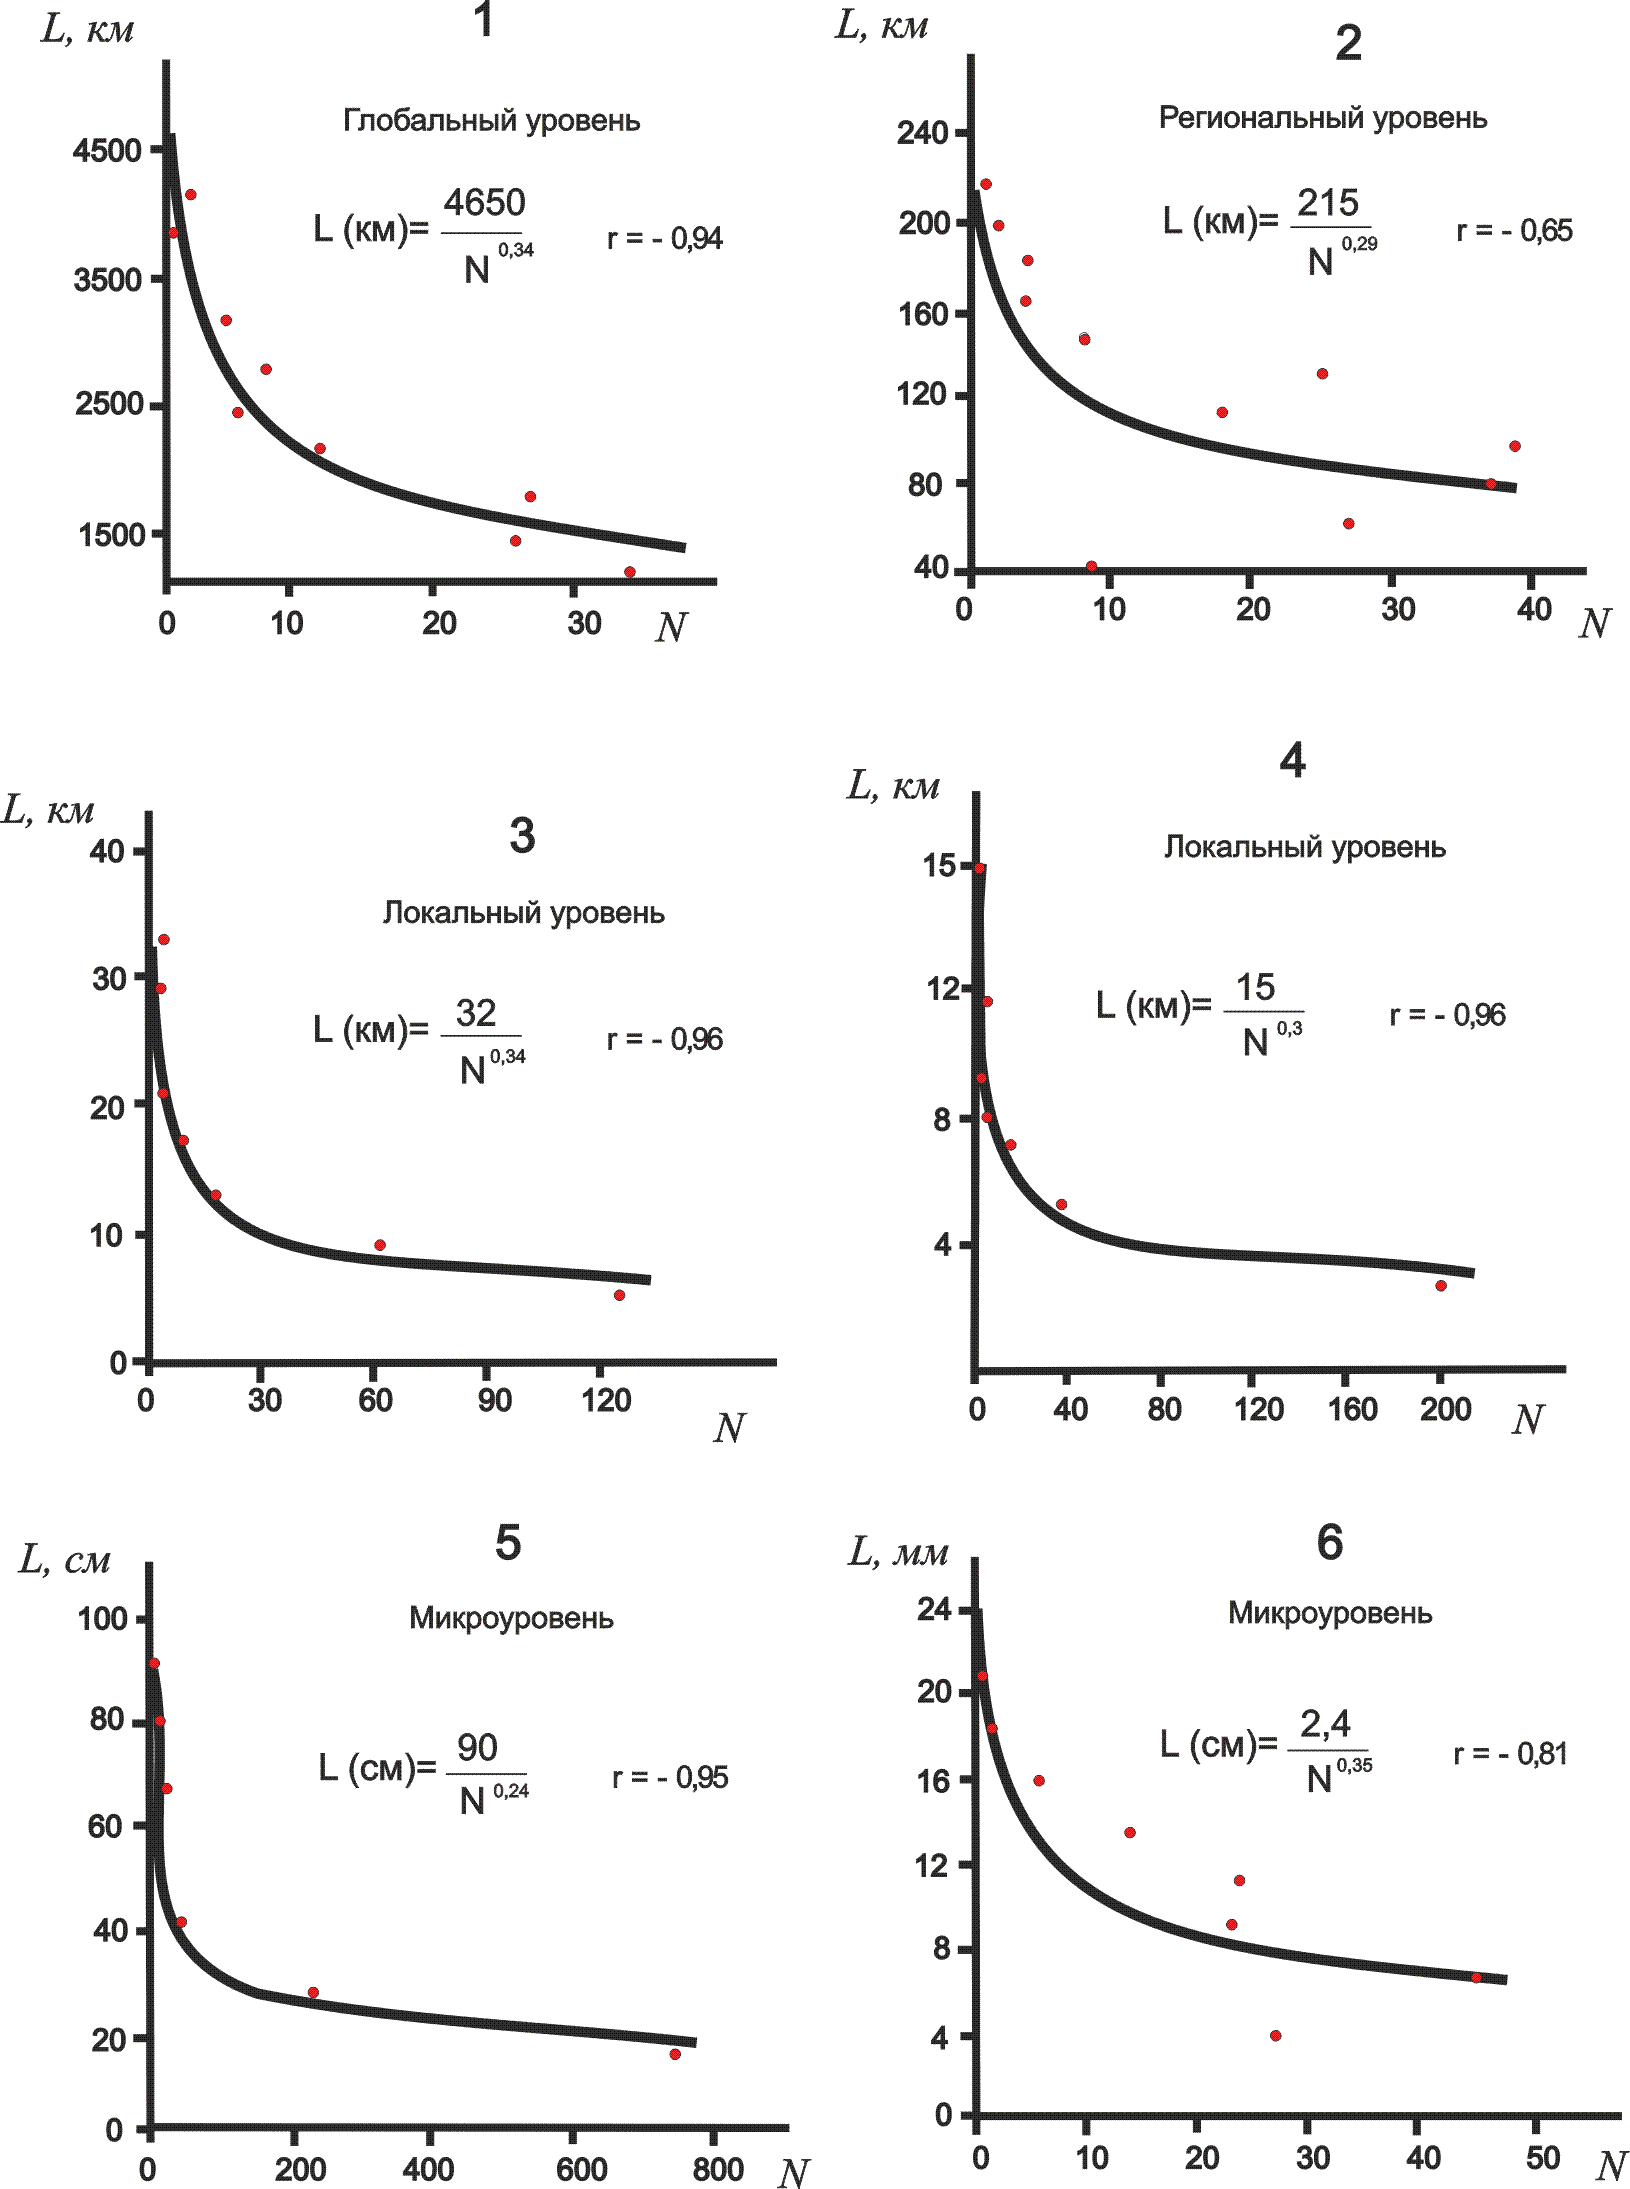 1
L, км
Глобальный уровень
L (км)= 4650 / N 0,34 r = - 0,94
4500
3500
2500
1500
0 10 20 30 N
2
L, км
Региональный уровень
L (км)= 215 / N 0,29 r = - 0,65
240
200
160
120
80
40
0 10 20 30 40 N
3
L, км
Локальный уровень
L (км)= 32 / N 0,34 r = - 0,96
40
30
20
10
0
0 30 60 90 120 N
4
L, км
Локальный уровень
L (км)= 15 / N 0,3 r = - 0,96
15
12
8
4
0 40 80 120 160 200 N
5
L, см
Микроуровень
L (см)= 90 / N 0,24 r = - 0,95
100
80
60
40
20
0
0 200 400 600 800 N
6
L, мм
Микроуровень
L (см)= 2,4 / N 0,35 r = - 0,81
24
20
16
12
8
4
0
0 10 20 30 40 50 N